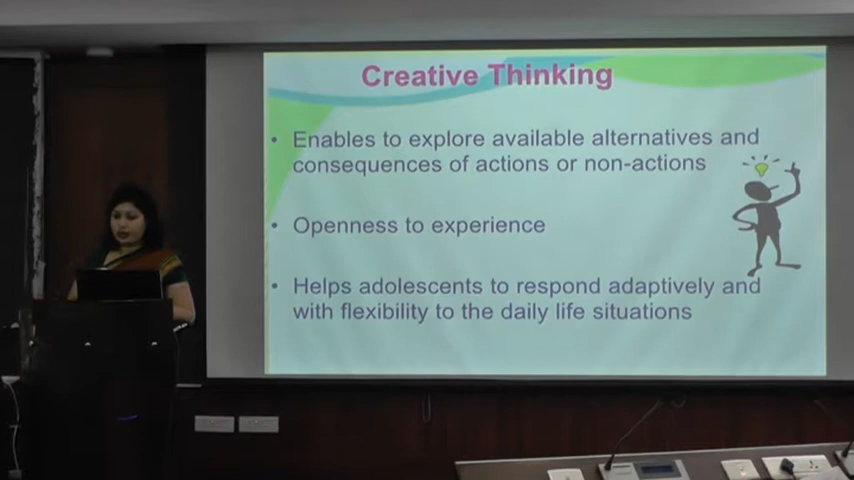 Creative Thinking
• Enables to explore available alternatives and
consequences of actions or non-actions
• Openness to experience
• Helps adolescents to respond adaptively and
with flexibility to the daily life situations